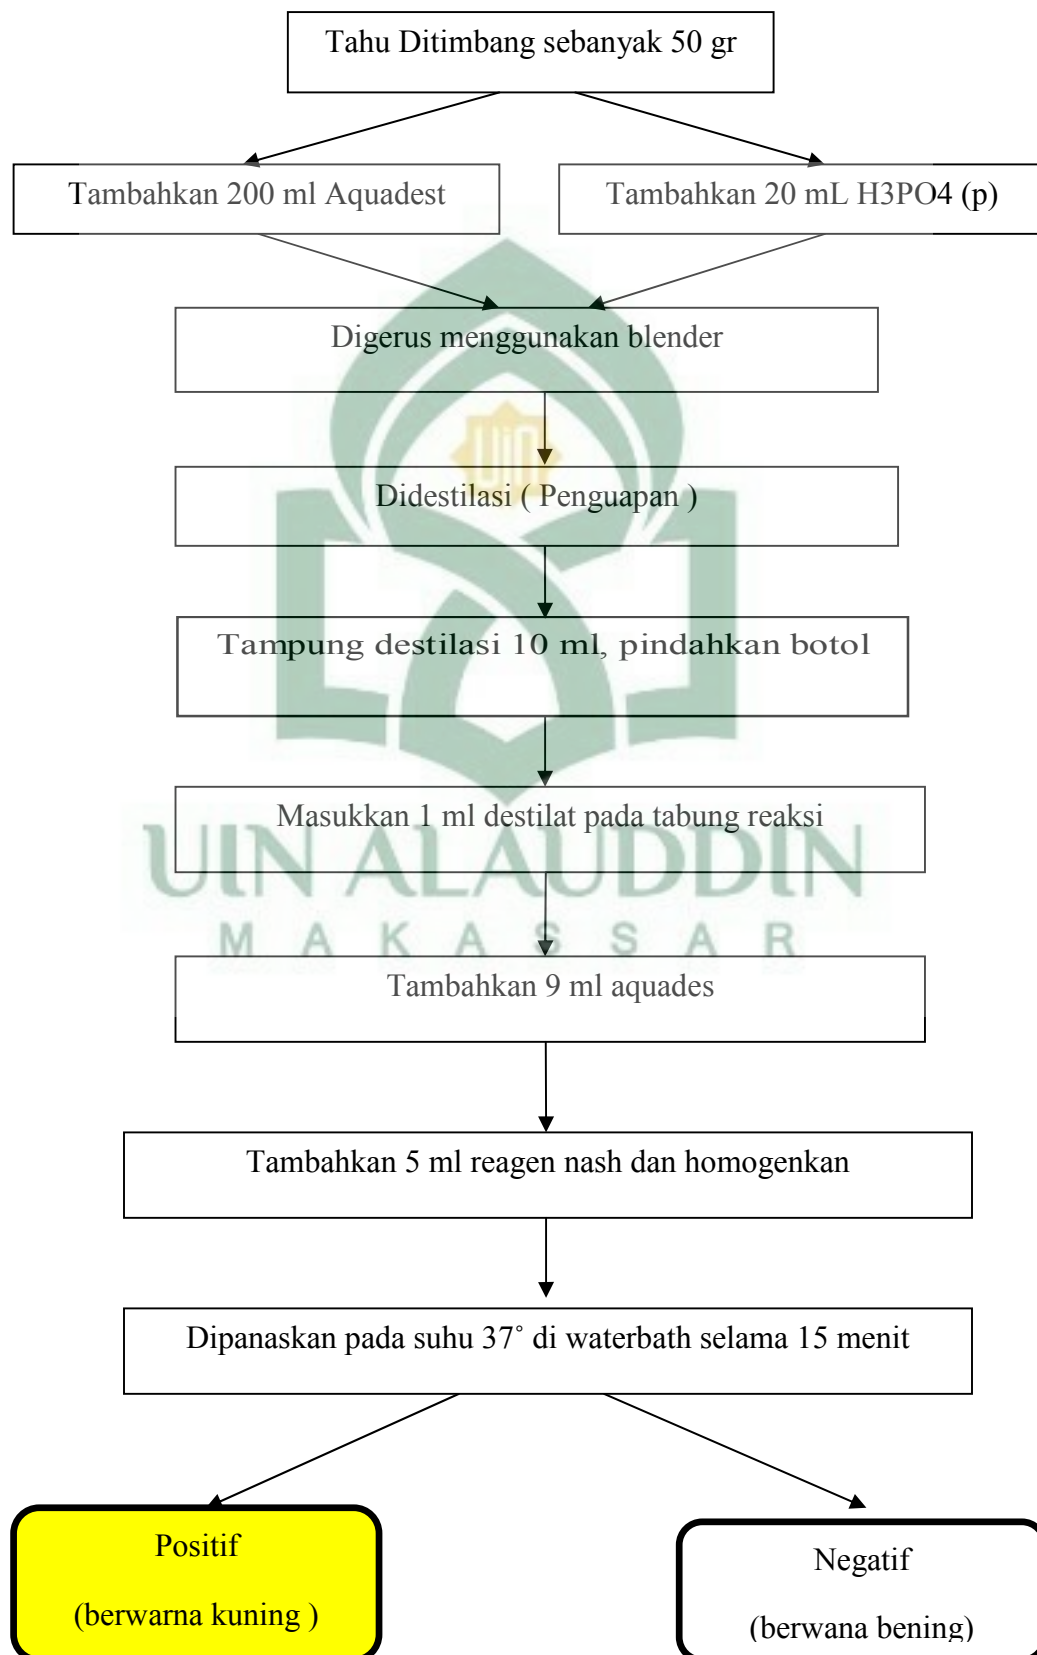 Tahu Ditimbang sebanyak 50 gr
Tambahkan 200 ml Aquadest
Tambahkan 20 mL H3PO4 (p)
Digerus menggunakan blender
Didestilasi ( Penguapan )
Tampung destilasi 10 ml, pindahkan botol
Masukkan 1 ml destilat pada tabung reaksi
UIN ALAUDDIN
MAKASSAR
Tambahkan 9 ml aquades
Tambahkan 5 ml reagen nash dan homogenkan
Dipanaskan pada suhu 37˚ di waterbath selama 15 menit
Positif
(berwarna kuning )
Negatif
(berwana bening)